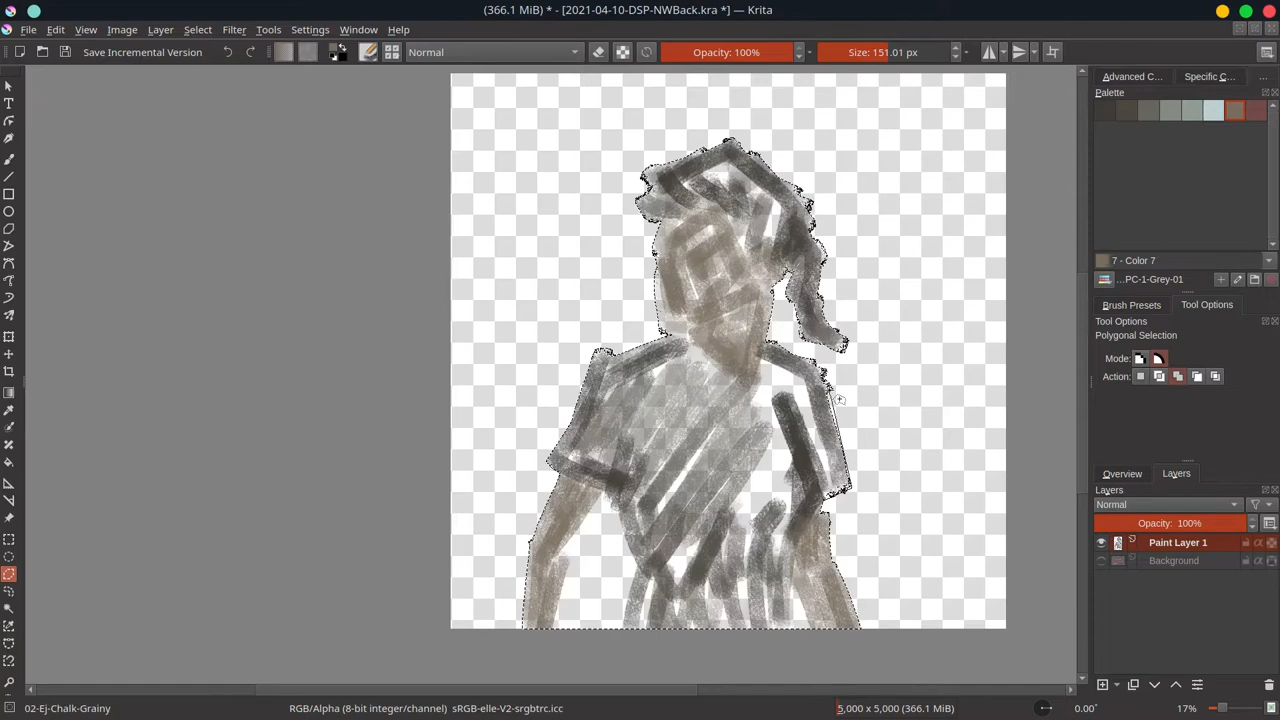 (366.1 MiB) * - [2021-04-10-DSP-NWBack.kra *] — Krita
File Edit View Image Layer Select Filter Tools Settings Window Help
Save Incremental Version Normal Opacity: 100% Size: 151.01 px
Advanced C... Specific C... ...
Palette
7 - Color 7
...PC-1-Grey-01
Brush Presets Tool Options
Tool Options
Polygonal Selection
Mode:
Action:
Overview Layers
Layers
Normal
Opacity: 100%
Paint Layer 1
Background
02-Ej-Chalk-Grainy RGB/Alpha (8-bit integer/channel) sRGB-elle-V2-srgbtrc.icc 5,000 x 5,000 (366.1 MiB) 0.00° 17%